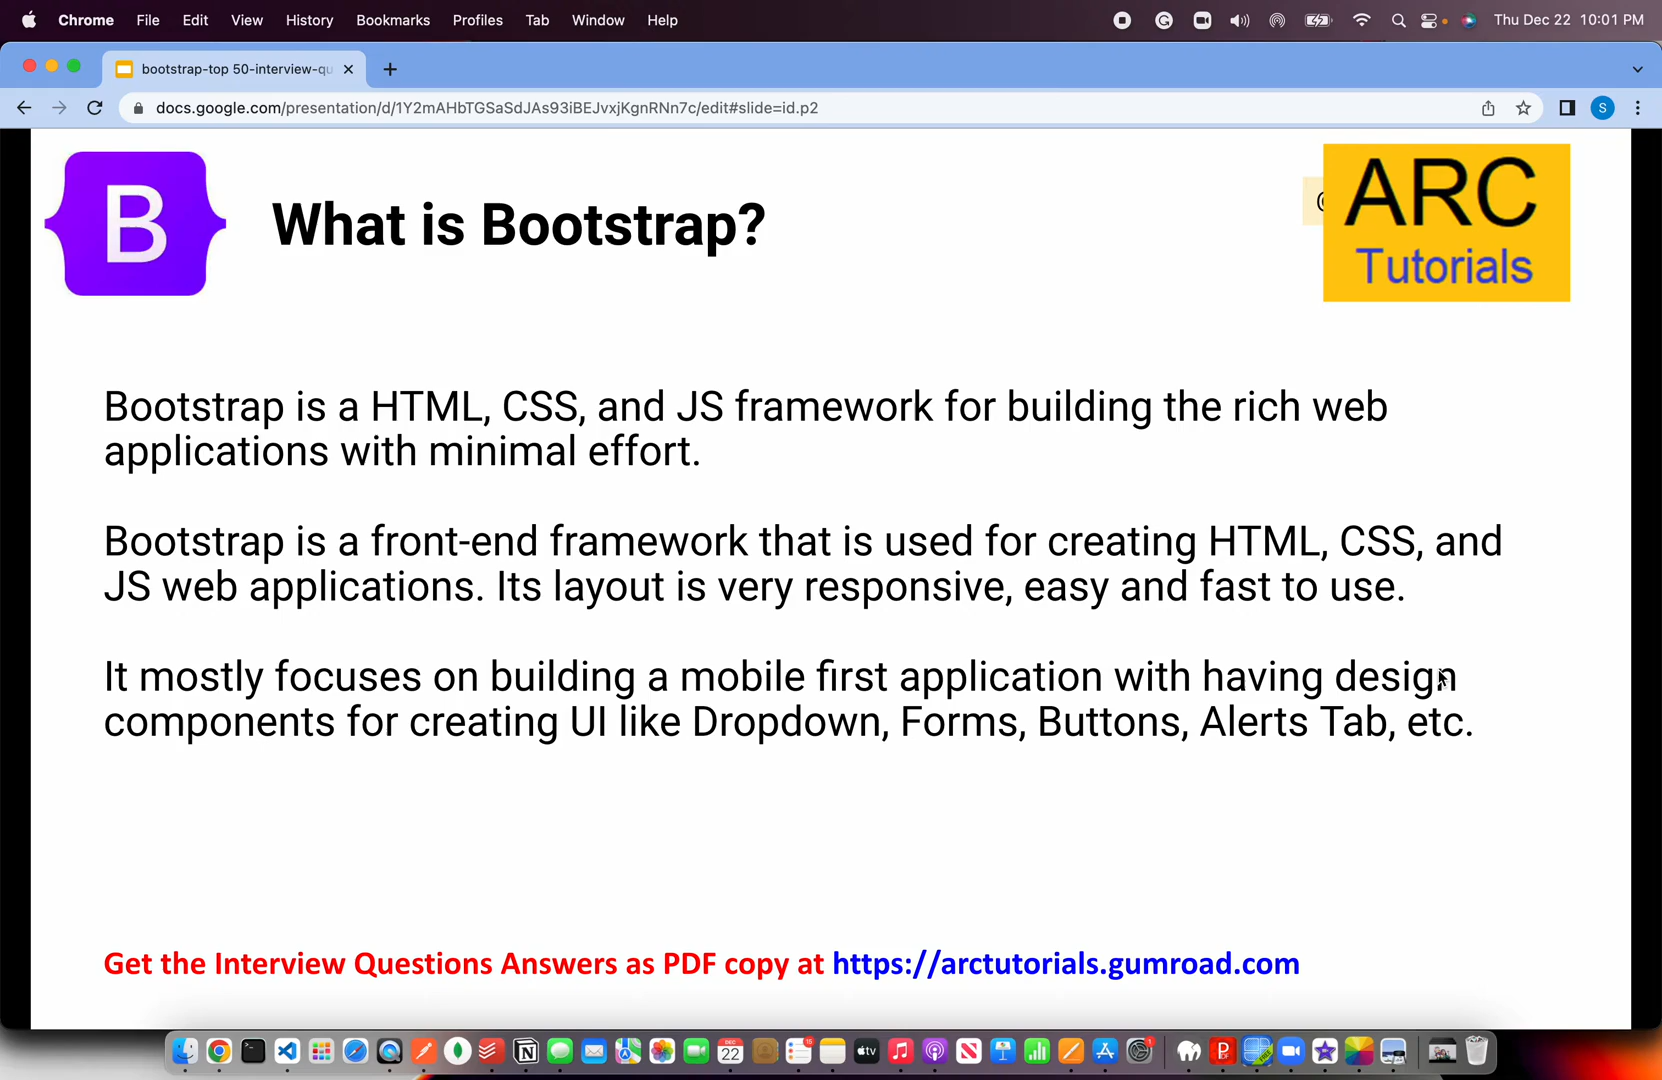 Chrome File Edit View History Bookmarks Profiles Tab Window Help Thu Dec 22 10:01 PM
bootstrap-top 50-interview-qu
docs.google.com/presentation/d/1Y2mAHbTGSaSdJAs93iBEJvxjKgnRNn7c/edit#slide=id.p2
S
B
What is Bootstrap?
ARC
Tutorials
Bootstrap is a HTML, CSS, and JS framework for building the rich web
applications with minimal effort.
Bootstrap is a front-end framework that is used for creating HTML, CSS, and
JS web applications. Its layout is very responsive, easy and fast to use.
It mostly focuses on building a mobile first application with having design
components for creating UI like Dropdown, Forms, Buttons, Alerts Tab, etc.
Get the Interview Questions Answers as PDF copy at https://arctutorials.gumroad.com
DEC
22
tv